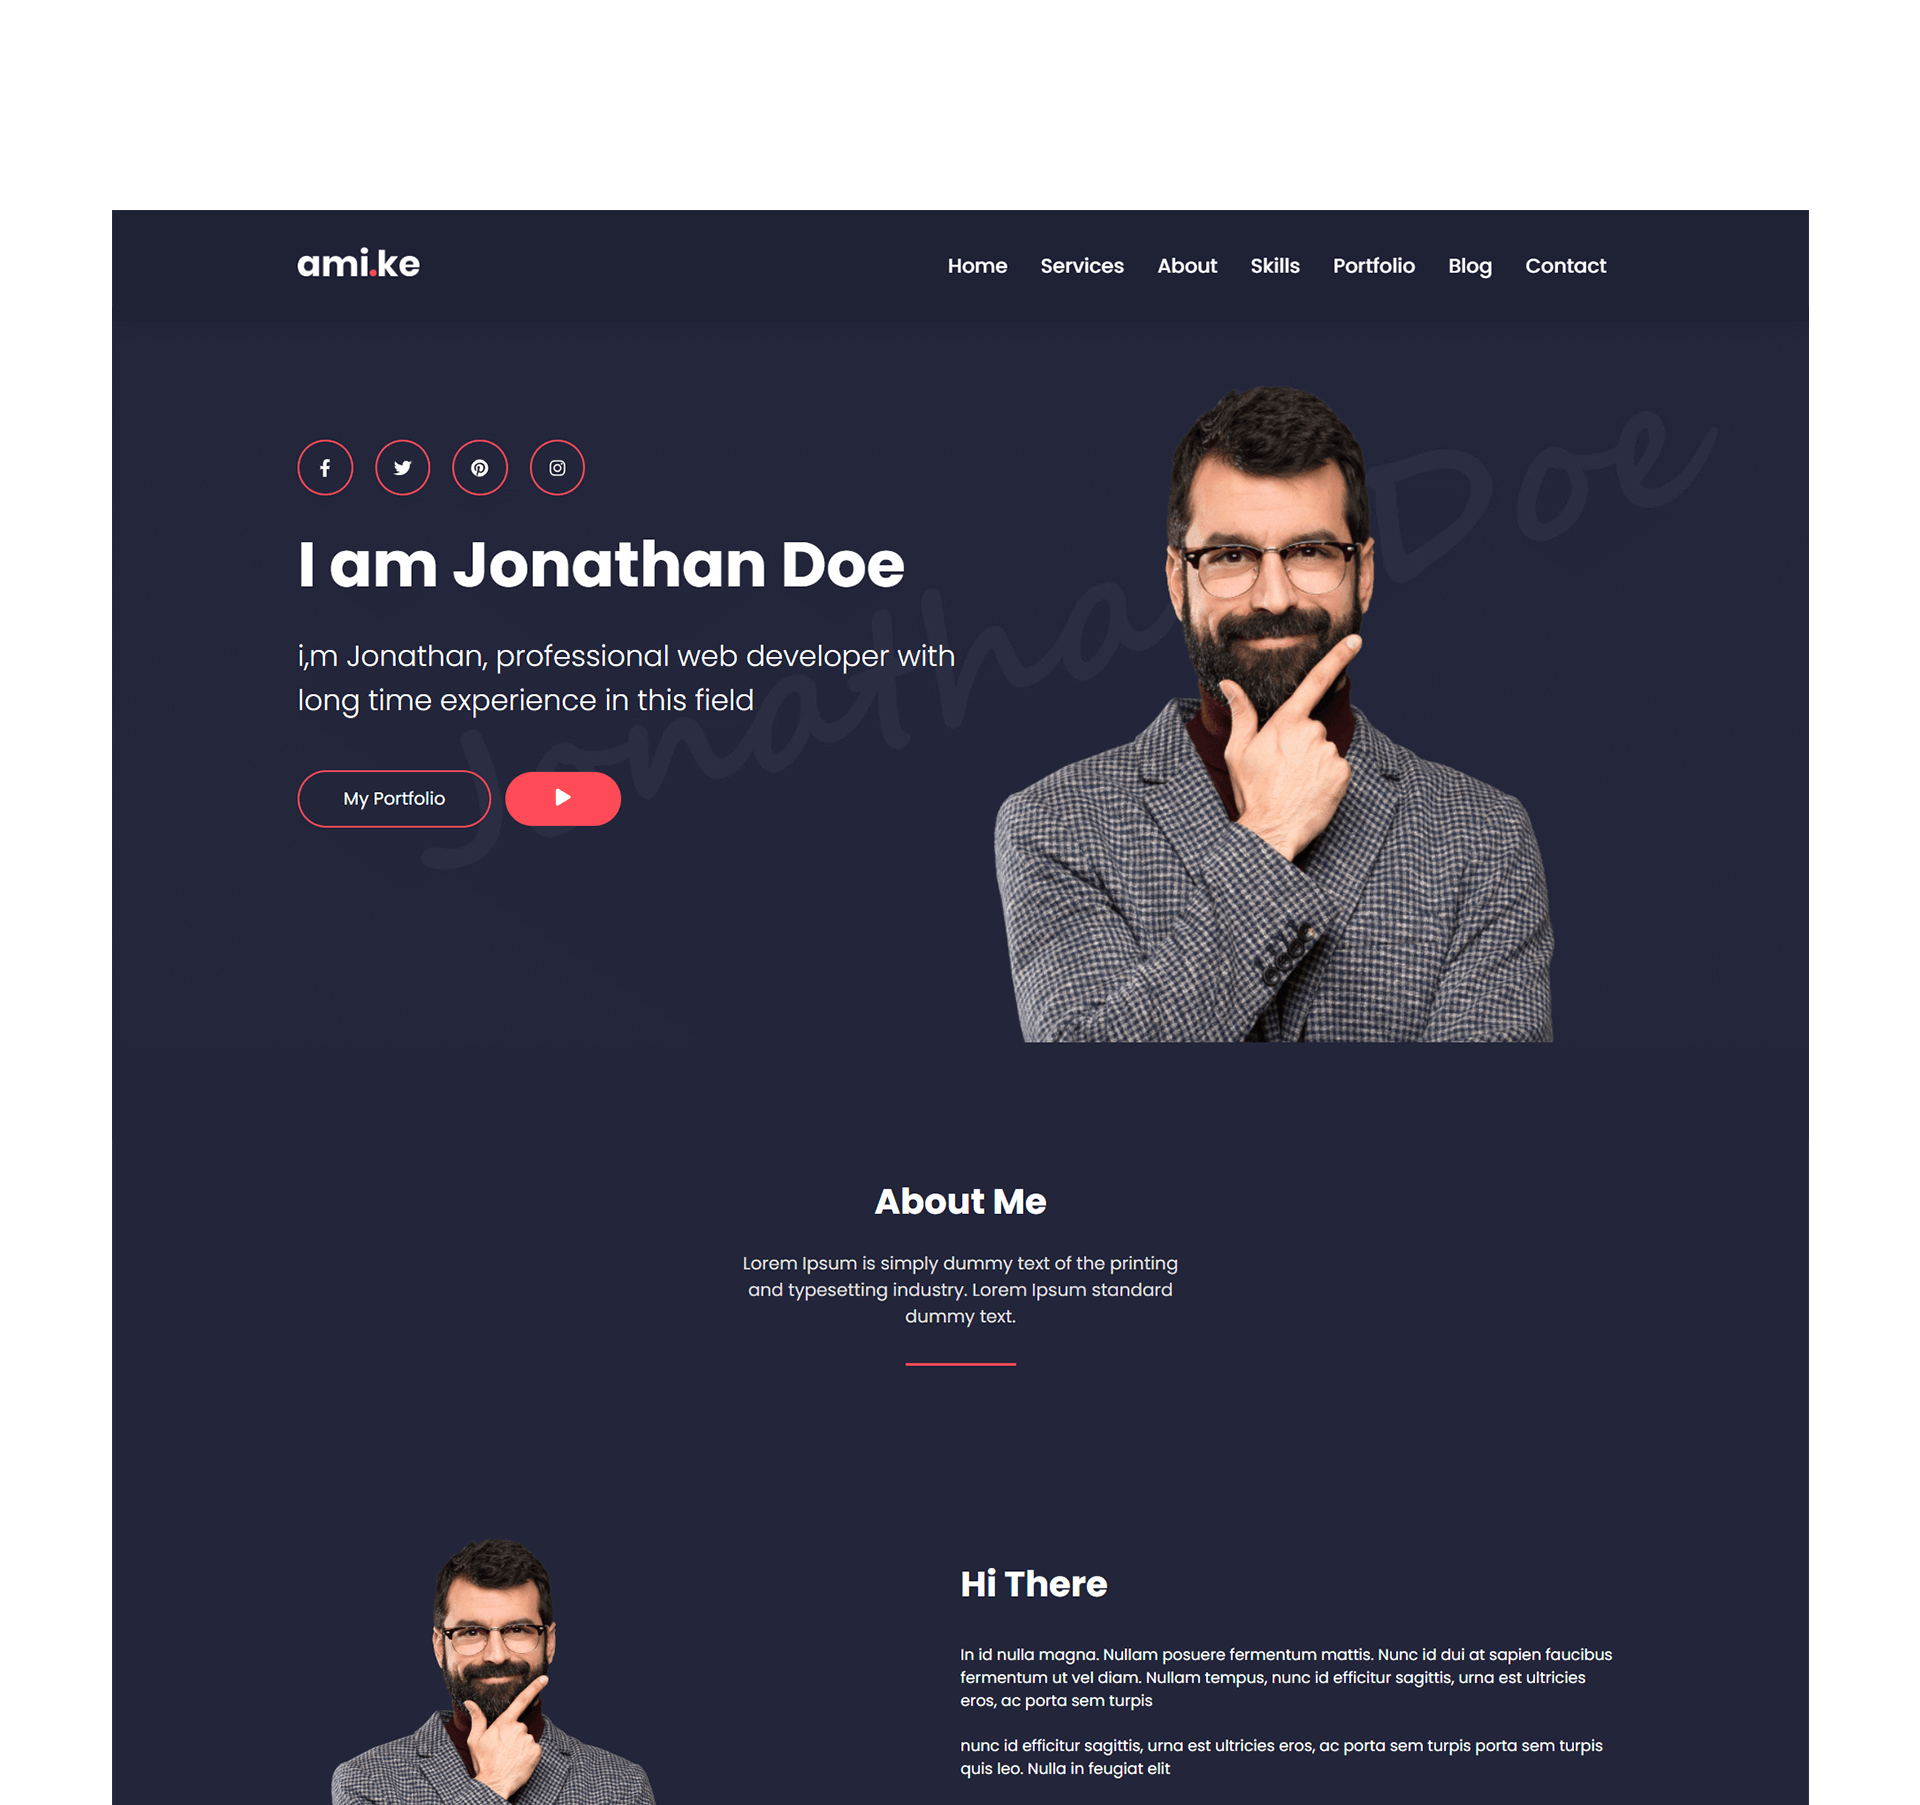 ami.ke
Home Services About Skills Portfolio Blog Contact
I am Jonathan Doe
i,m Jonathan, professional web developer with
long time experience in this field
Jonathan Doe
My Portfolio
About Me
Lorem Ipsum is simply dummy text of the printing
and typesetting industry. Lorem Ipsum standard
dummy text.
Hi There
In id nulla magna. Nullam posuere fermentum mattis. Nunc id dui at sapien faucibus
fermentum ut vel diam. Nullam tempus, nunc id efficitur sagittis, urna est ultricies
eros, ac porta sem turpis
nunc id efficitur sagittis, urna est ultricies eros, ac porta sem turpis porta sem turpis
quis leo. Nulla in feugiat elit